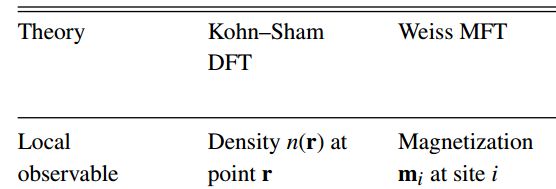 Theory Kohn–Sham Weiss MFT
DFT
Local Density n(r) at Magnetization
observable point r mᵢ at site i